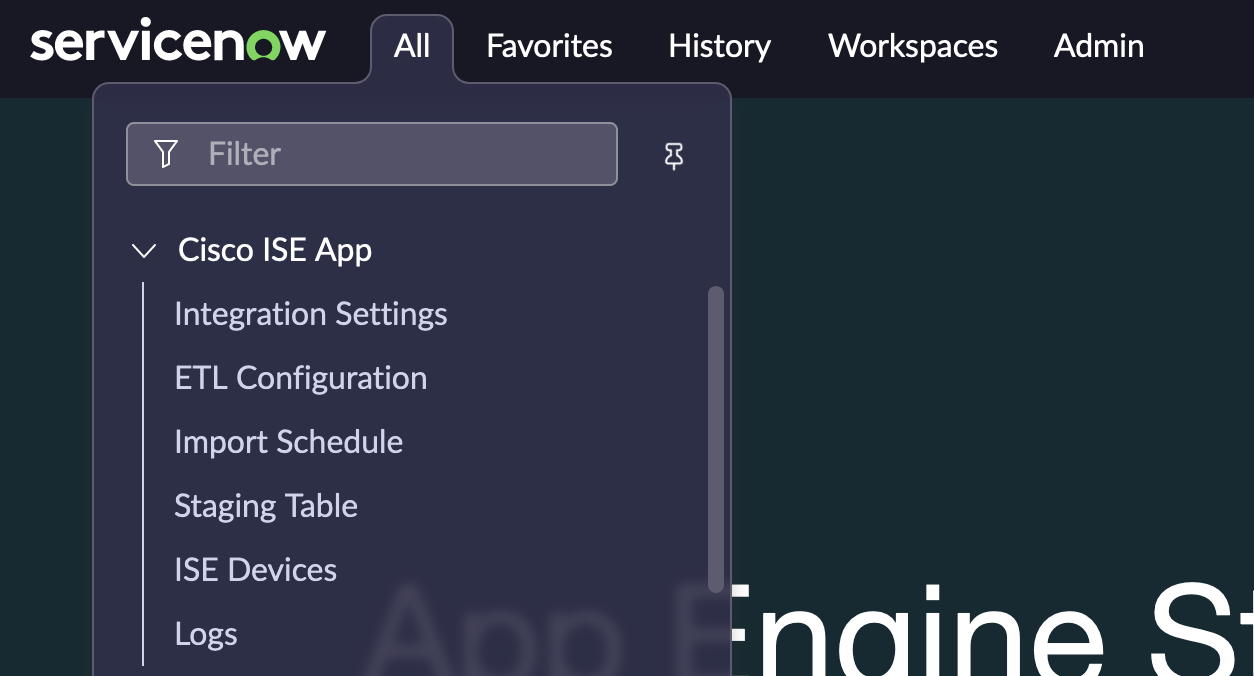 servicenow All Favorites History Workspaces Admin
Filter
Cisco ISE App
Integration Settings
ETL Configuration
Import Schedule
Staging Table
ISE Devices
Logs
App Engine St